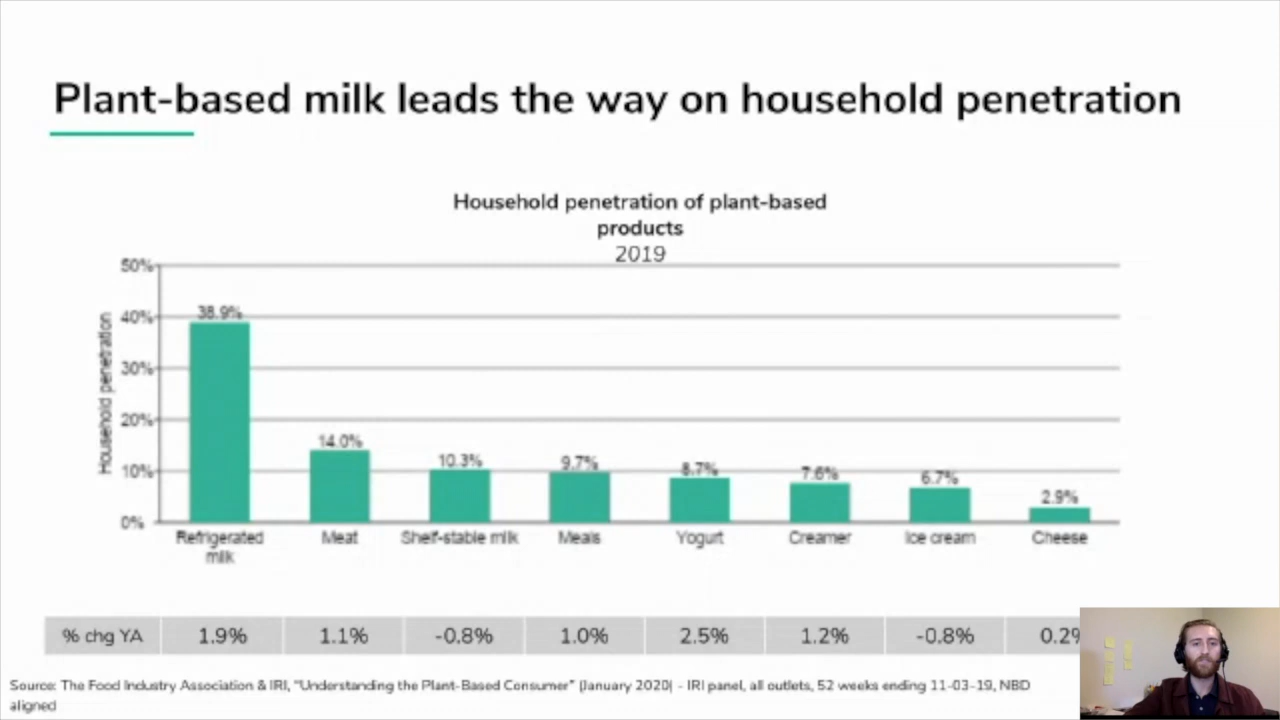 Plant-based milk leads the way on household penetration
Household penetration of plant-based
products
2019
Household penetration
50%
40%
30%
20%
10%
0%
38.9%
14.0%
10.3%
9.7%
8.7%
7.6%
6.7%
2.9%
Refrigerated
milk
Meat
Shelf-stable milk
Meals
Yogurt
Creamer
Ice cream
Cheese
% chg YA 1.9% 1.1% -0.8% 1.0% 2.5% 1.2% -0.8% 0.2%
Source: The Food Industry Association & IRI, "Understanding the Plant-Based Consumer" (January 2020) - IRI panel, all outlets, 52 weeks ending 11-03-19, NBD
aligned